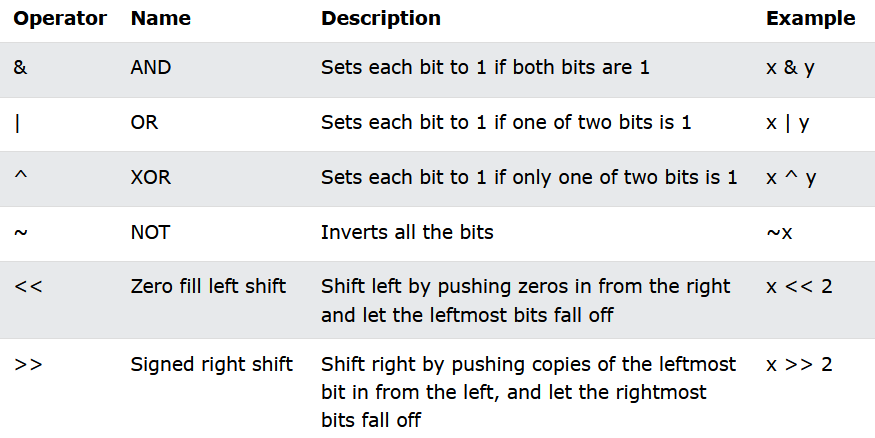 Operator Name Description Example
& AND Sets each bit to 1 if both bits are 1 x & y
| OR Sets each bit to 1 if one of two bits is 1 x | y
^ XOR Sets each bit to 1 if only one of two bits is 1 x ^ y
~ NOT Inverts all the bits ~x
<< Zero fill left shift Shift left by pushing zeros in from the right x << 2
and let the leftmost bits fall off
>> Signed right shift Shift right by pushing copies of the leftmost x >> 2
bit in from the left, and let the rightmost
bits fall off